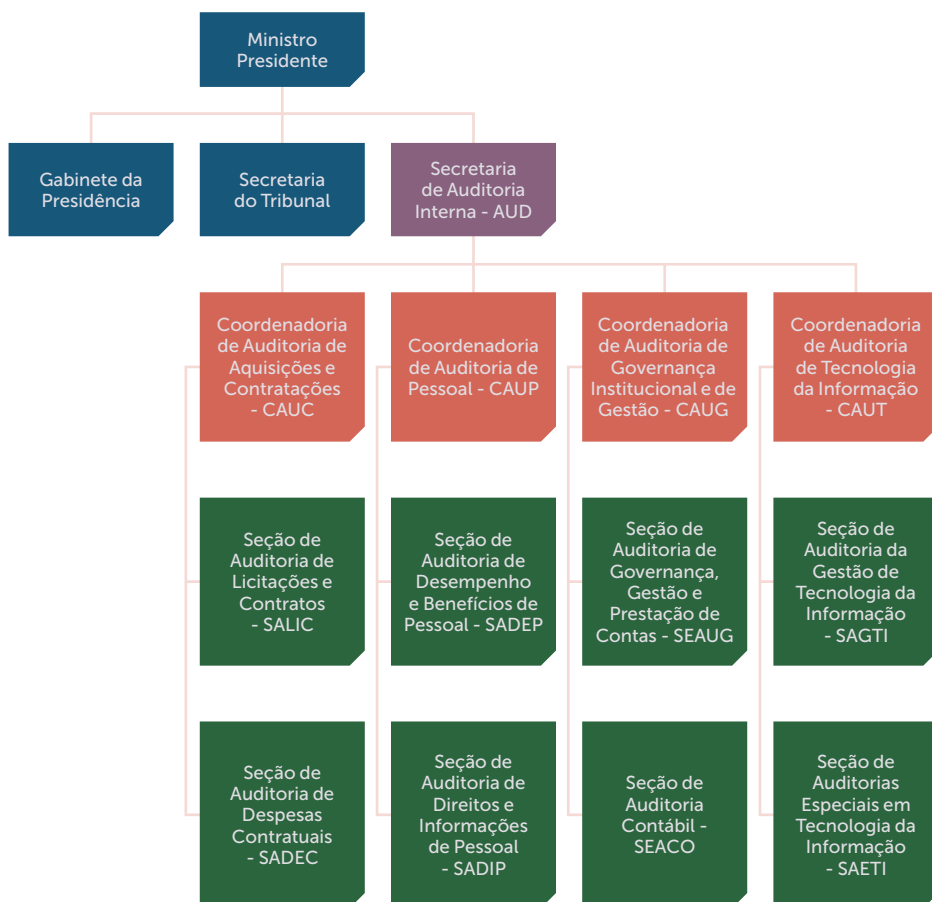 Ministro
Presidente
Gabinete da
Presidência
Secretaria
do Tribunal
Secretaria
de Auditoria
Interna - AUD
Coordenadoria
de Auditoria de
Aquisições e
Contratações
- CAUC
Coordenadoria
de Auditoria de
Pessoal - CAUP
Coordenadoria
de Auditoria de
Governança
Institucional e de
Gestão - CAUG
Coordenadoria
de Auditoria
de Tecnologia
da Informação
- CAUT
Seção de
Auditoria de
Licitações e
Contratos
- SALIC
Seção de
Auditoria de
Desempenho
e Benefícios de
Pessoal - SADEP
Seção de
Auditoria de
Governança,
Gestão e
Prestação de
Contas - SEAUG
Seção de
Auditoria da
Gestão de
Tecnologia da
Informação
- SAGTI
Seção de
Auditoria de
Despesas
Contratuais
- SADEC
Seção de
Auditoria de
Direitos e
Informações
de Pessoal
- SADIP
Seção de
Auditoria
Contábil -
SEACO
Seção de
Auditorias
Especiais em
Tecnologia da
Informação
- SAETI